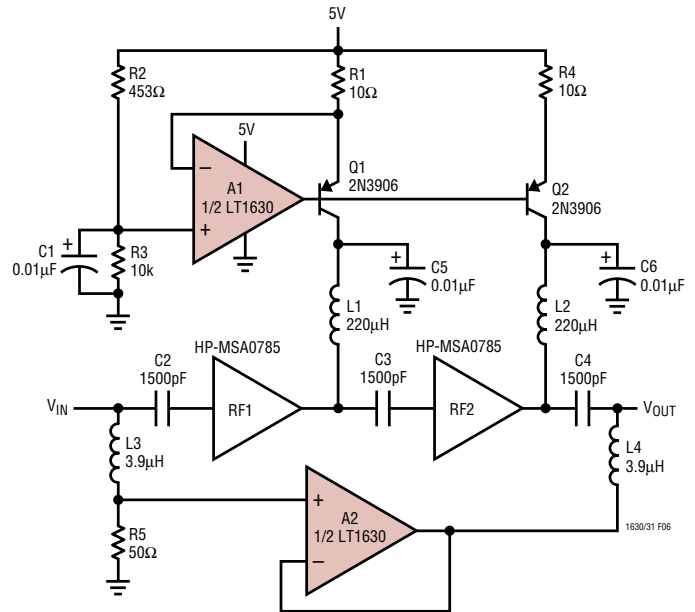 5V
R2
453Ω
R1
10Ω
R4
10Ω
5V
−
A1
1/2 LT1630
+
Q1
2N3906
Q2
2N3906
C1
0.01µF
+
R3
10k
+
C5
0.01µF
+
C6
0.01µF
L1
220µH
L2
220µH
HP-MSA0785
HP-MSA0785
C2
1500pF
C3
1500pF
C4
1500pF
VIN
RF1
RF2
VOUT
L3
3.9µH
L4
3.9µH
+
A2
1/2 LT1630
−
R5
50Ω
1630/31 F06